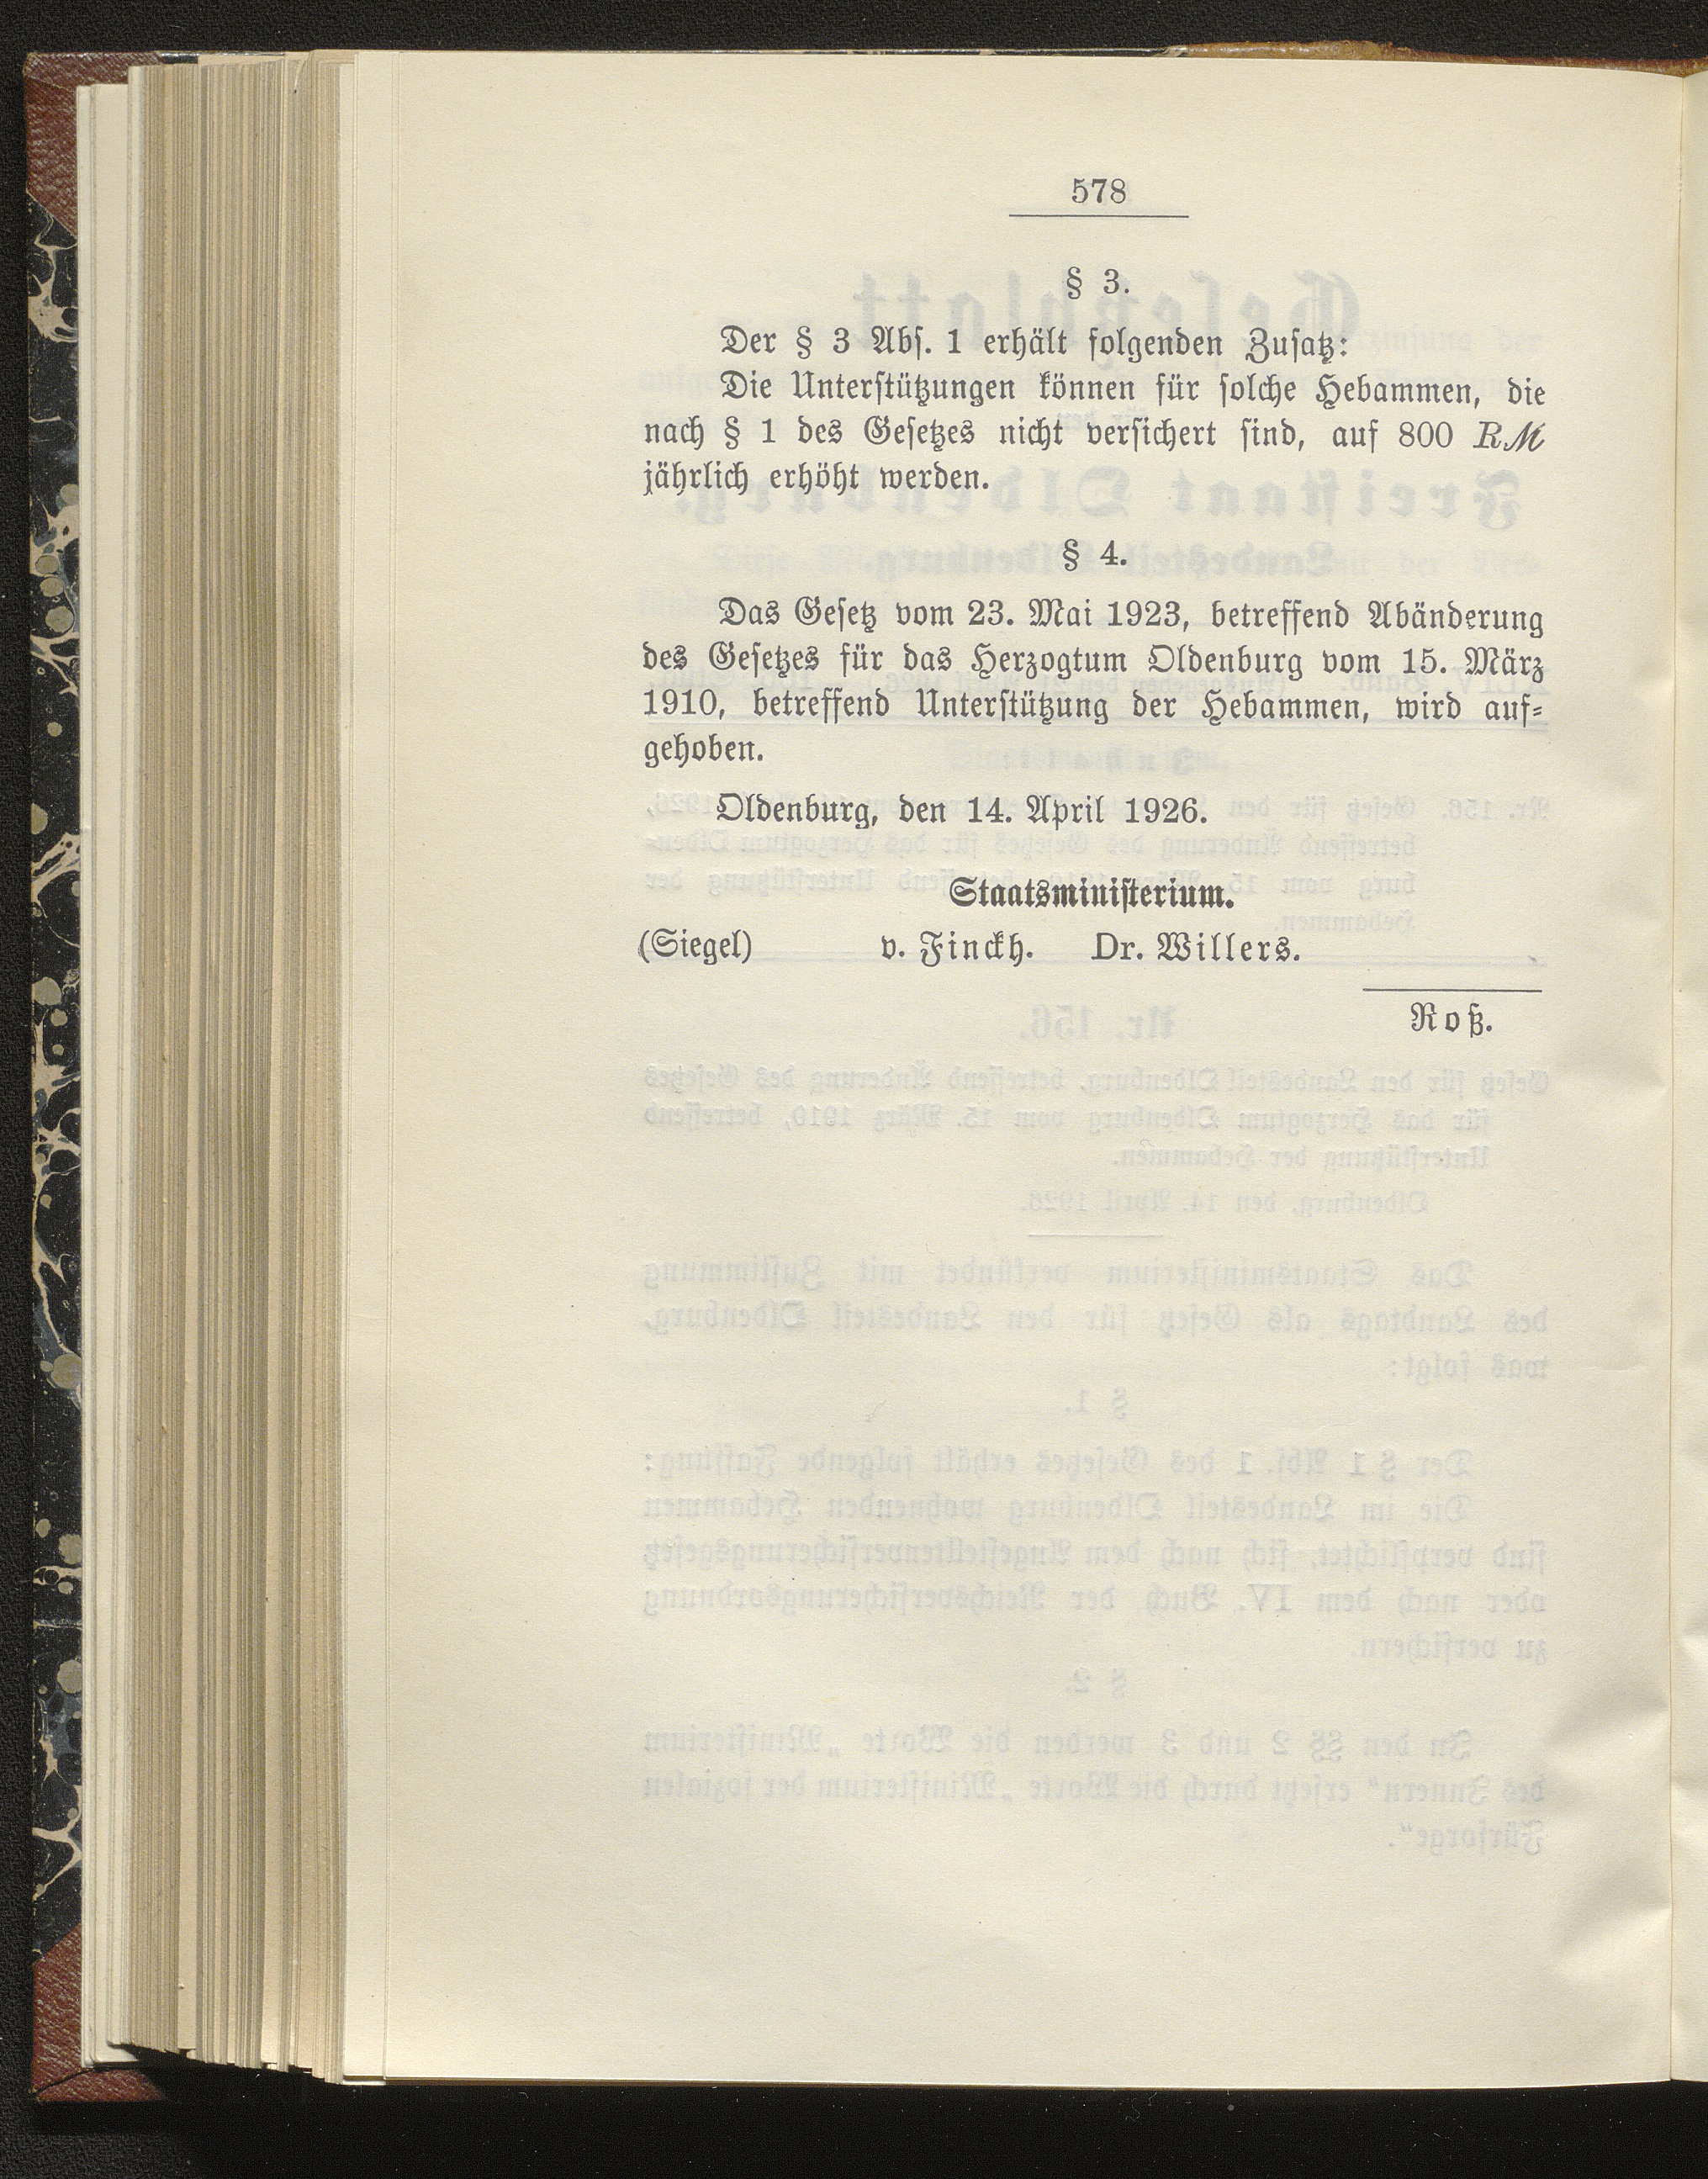 578
§ 3.
Der § 3 Abs. 1 erhält folgenden Zusatz:
Die Unterstützungen können für solche Hebammen, die
nach § 1 des Gesetzes nicht versichert sind, auf 800 RM
jährlich erhöht werden.
§ 4.
Das Gesetz vom 23. Mai 1923, betreffend Abänderung
des Gesetzes für das Herzogtum Oldenburg vom 15. März
1910, betreffend Unterstützung der Hebammen, wird auf-
gehoben.
Oldenburg, den 14. April 1926.
Staatsministerium.
(Siegel) v. Finckh. Dr. Willers.
Roß.